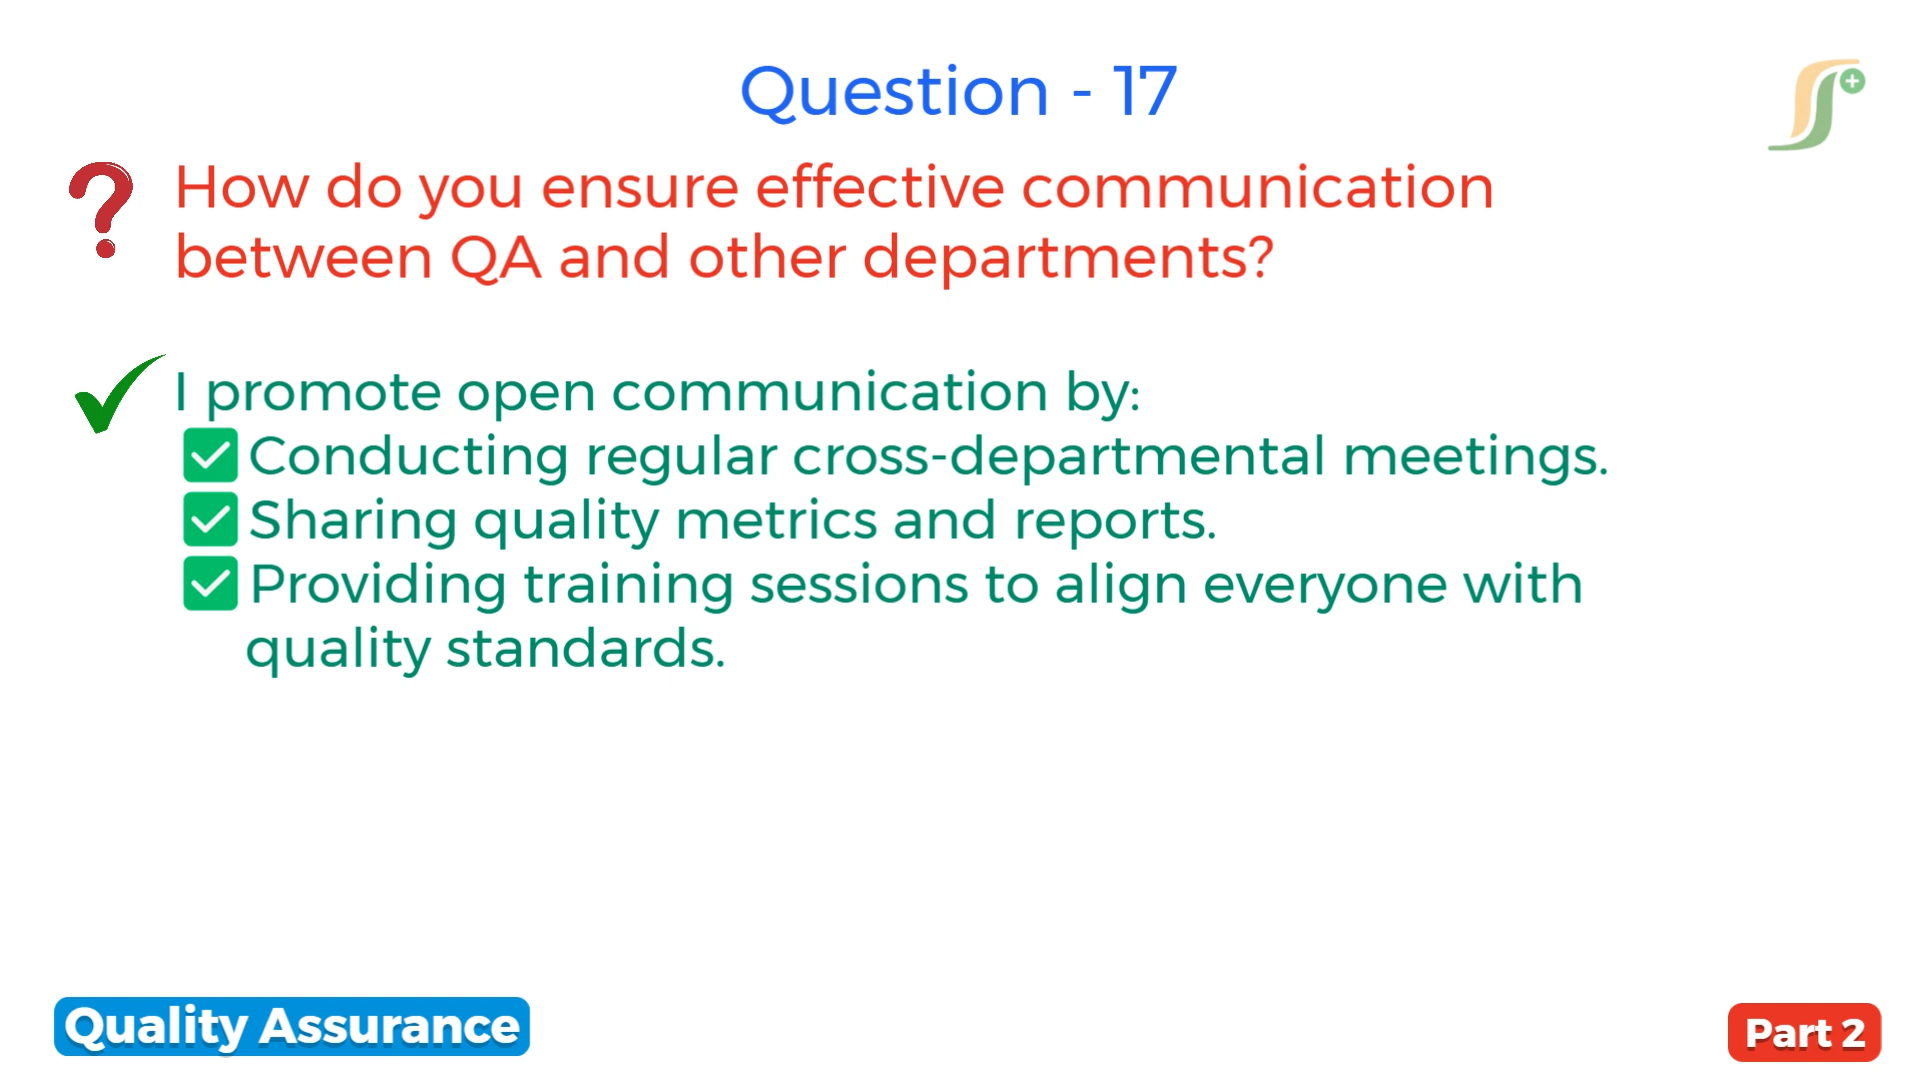 Question - 17
How do you ensure effective communication
between QA and other departments?
I promote open communication by:
Conducting regular cross-departmental meetings.
Sharing quality metrics and reports.
Providing training sessions to align everyone with
quality standards.
Quality Assurance
Part 2